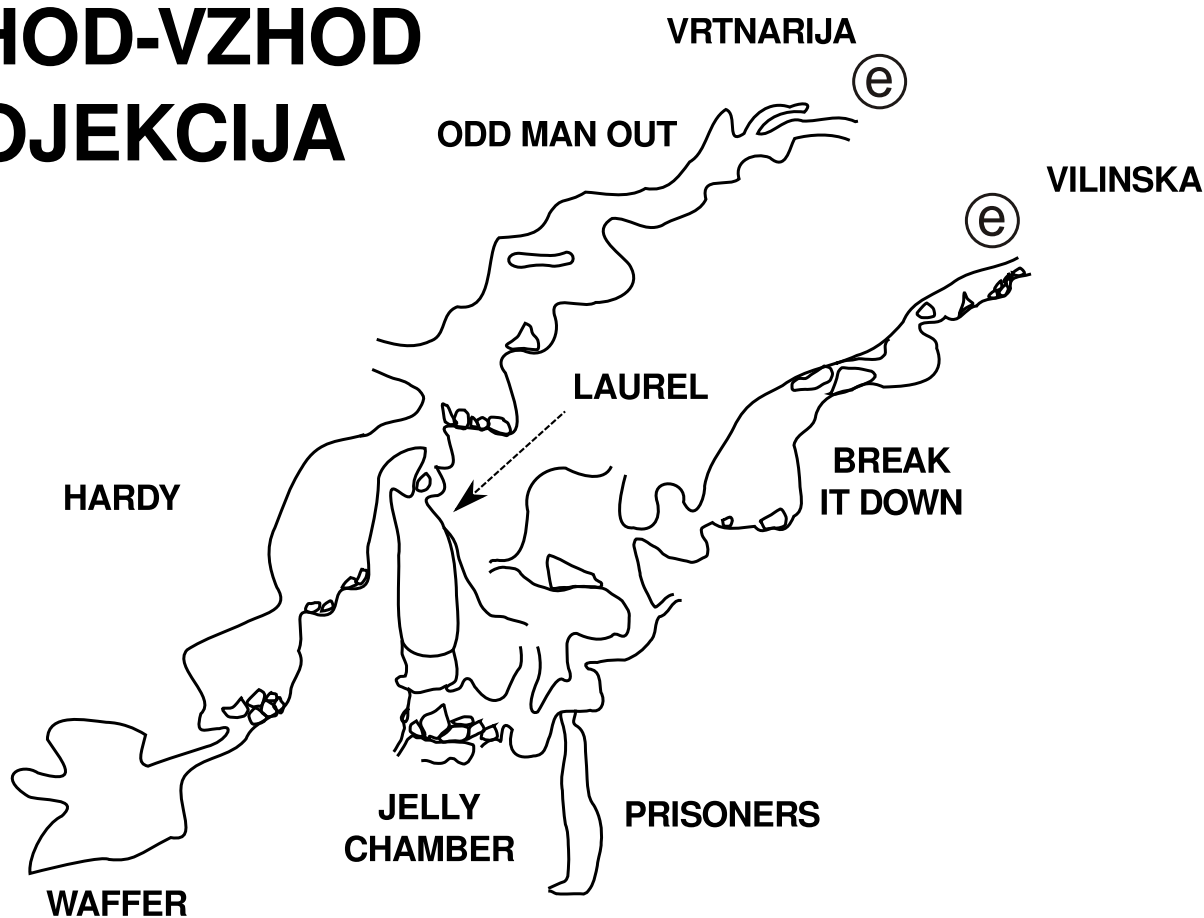 HOD-VZHOD
OJEKCIJA
VRTNARIJA
e
ODD MAN OUT
VILINSKA
e
LAUREL
HARDY
BREAK
IT DOWN
JELLY
CHAMBER
PRISONERS
WAFFER